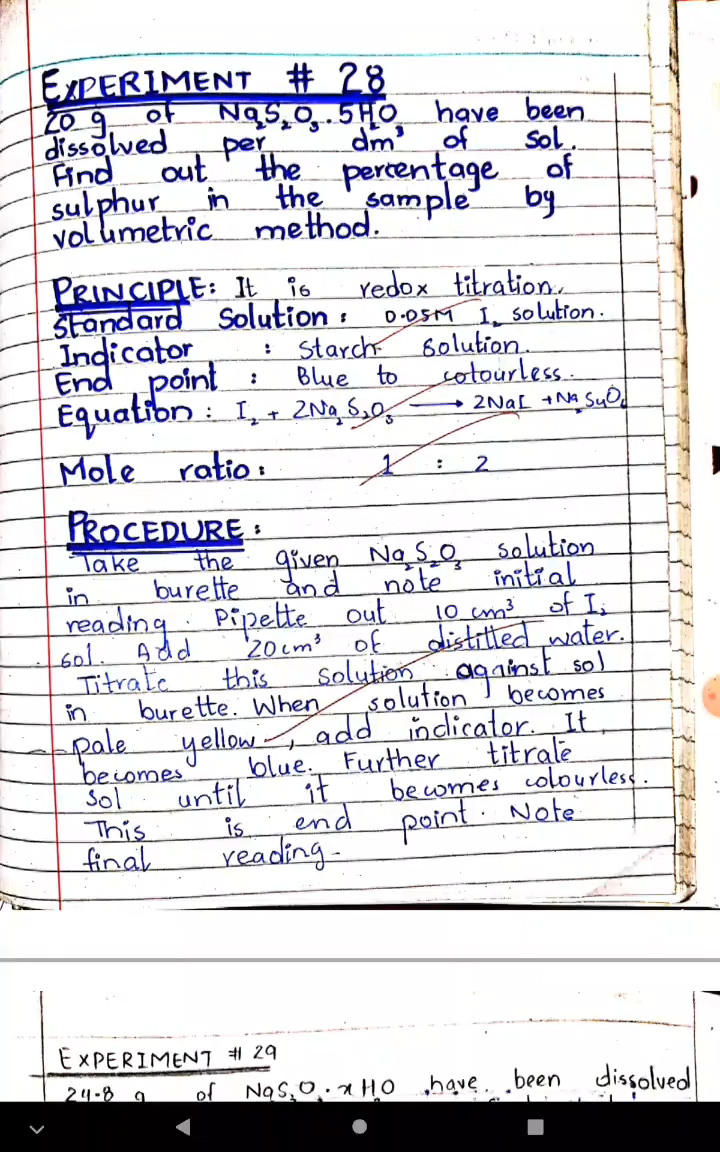 EXPERIMENT # 28
20 g of Na₂S₂O₃.5H₂O have been
dissolved per dm³ of sol.
Find out the percentage of
sulphur in the sample by
volumetric method.
PRINCIPLE: It is redox titration.
Standard Solution: 0.05M I₂ solution.
Indicator : Starch Solution.
End point : Blue to colourless.
Equation: I₂ + 2Na₂S₂O₃ → 2NaI + Na₂S₄O₆
Mole ratio: 1 : 2
PROCEDURE:
Take the given Na₂S₂O₃ solution
in burette and note initial
reading. Pipette out 10 cm³ of I₂
sol. Add 20cm³ of distilled water.
Titrate this solution against sol
in burette. When solution becomes
pale yellow, add indicator. It
becomes blue. Further titrate
sol until it becomes colourless.
This is end point. Note
final reading-
EXPERIMENT # 29
24.8 g of NaS₂O.xHO have been dissolved